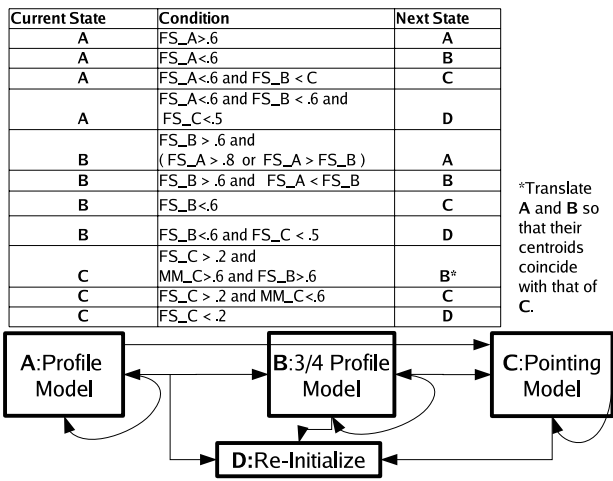 Current State Condition Next State
A FS_A>.6 A
A FS_A<.6 B
A FS_A<.6 and FS_B < C C
FS_A<.6 and FS_B < .6 and
A FS_C<.5 D
FS_B > .6 and
B ( FS_A > .8 or FS_A > FS_B ) A
B FS_B > .6 and FS_A < FS_B B
B FS_B<.6 C
B FS_B<.6 and FS_C < .5 D
FS_C > .2 and
C MM_C>.6 and FS_B>.6 B*
C FS_C > .2 and MM_C<.6 C
C FS_C < .2 D
*Translate
A and B so
that their
centroids
coincide
with that of
C.
A:Profile
Model
B:3/4 Profile
Model
C:Pointing
Model
D:Re-Initialize